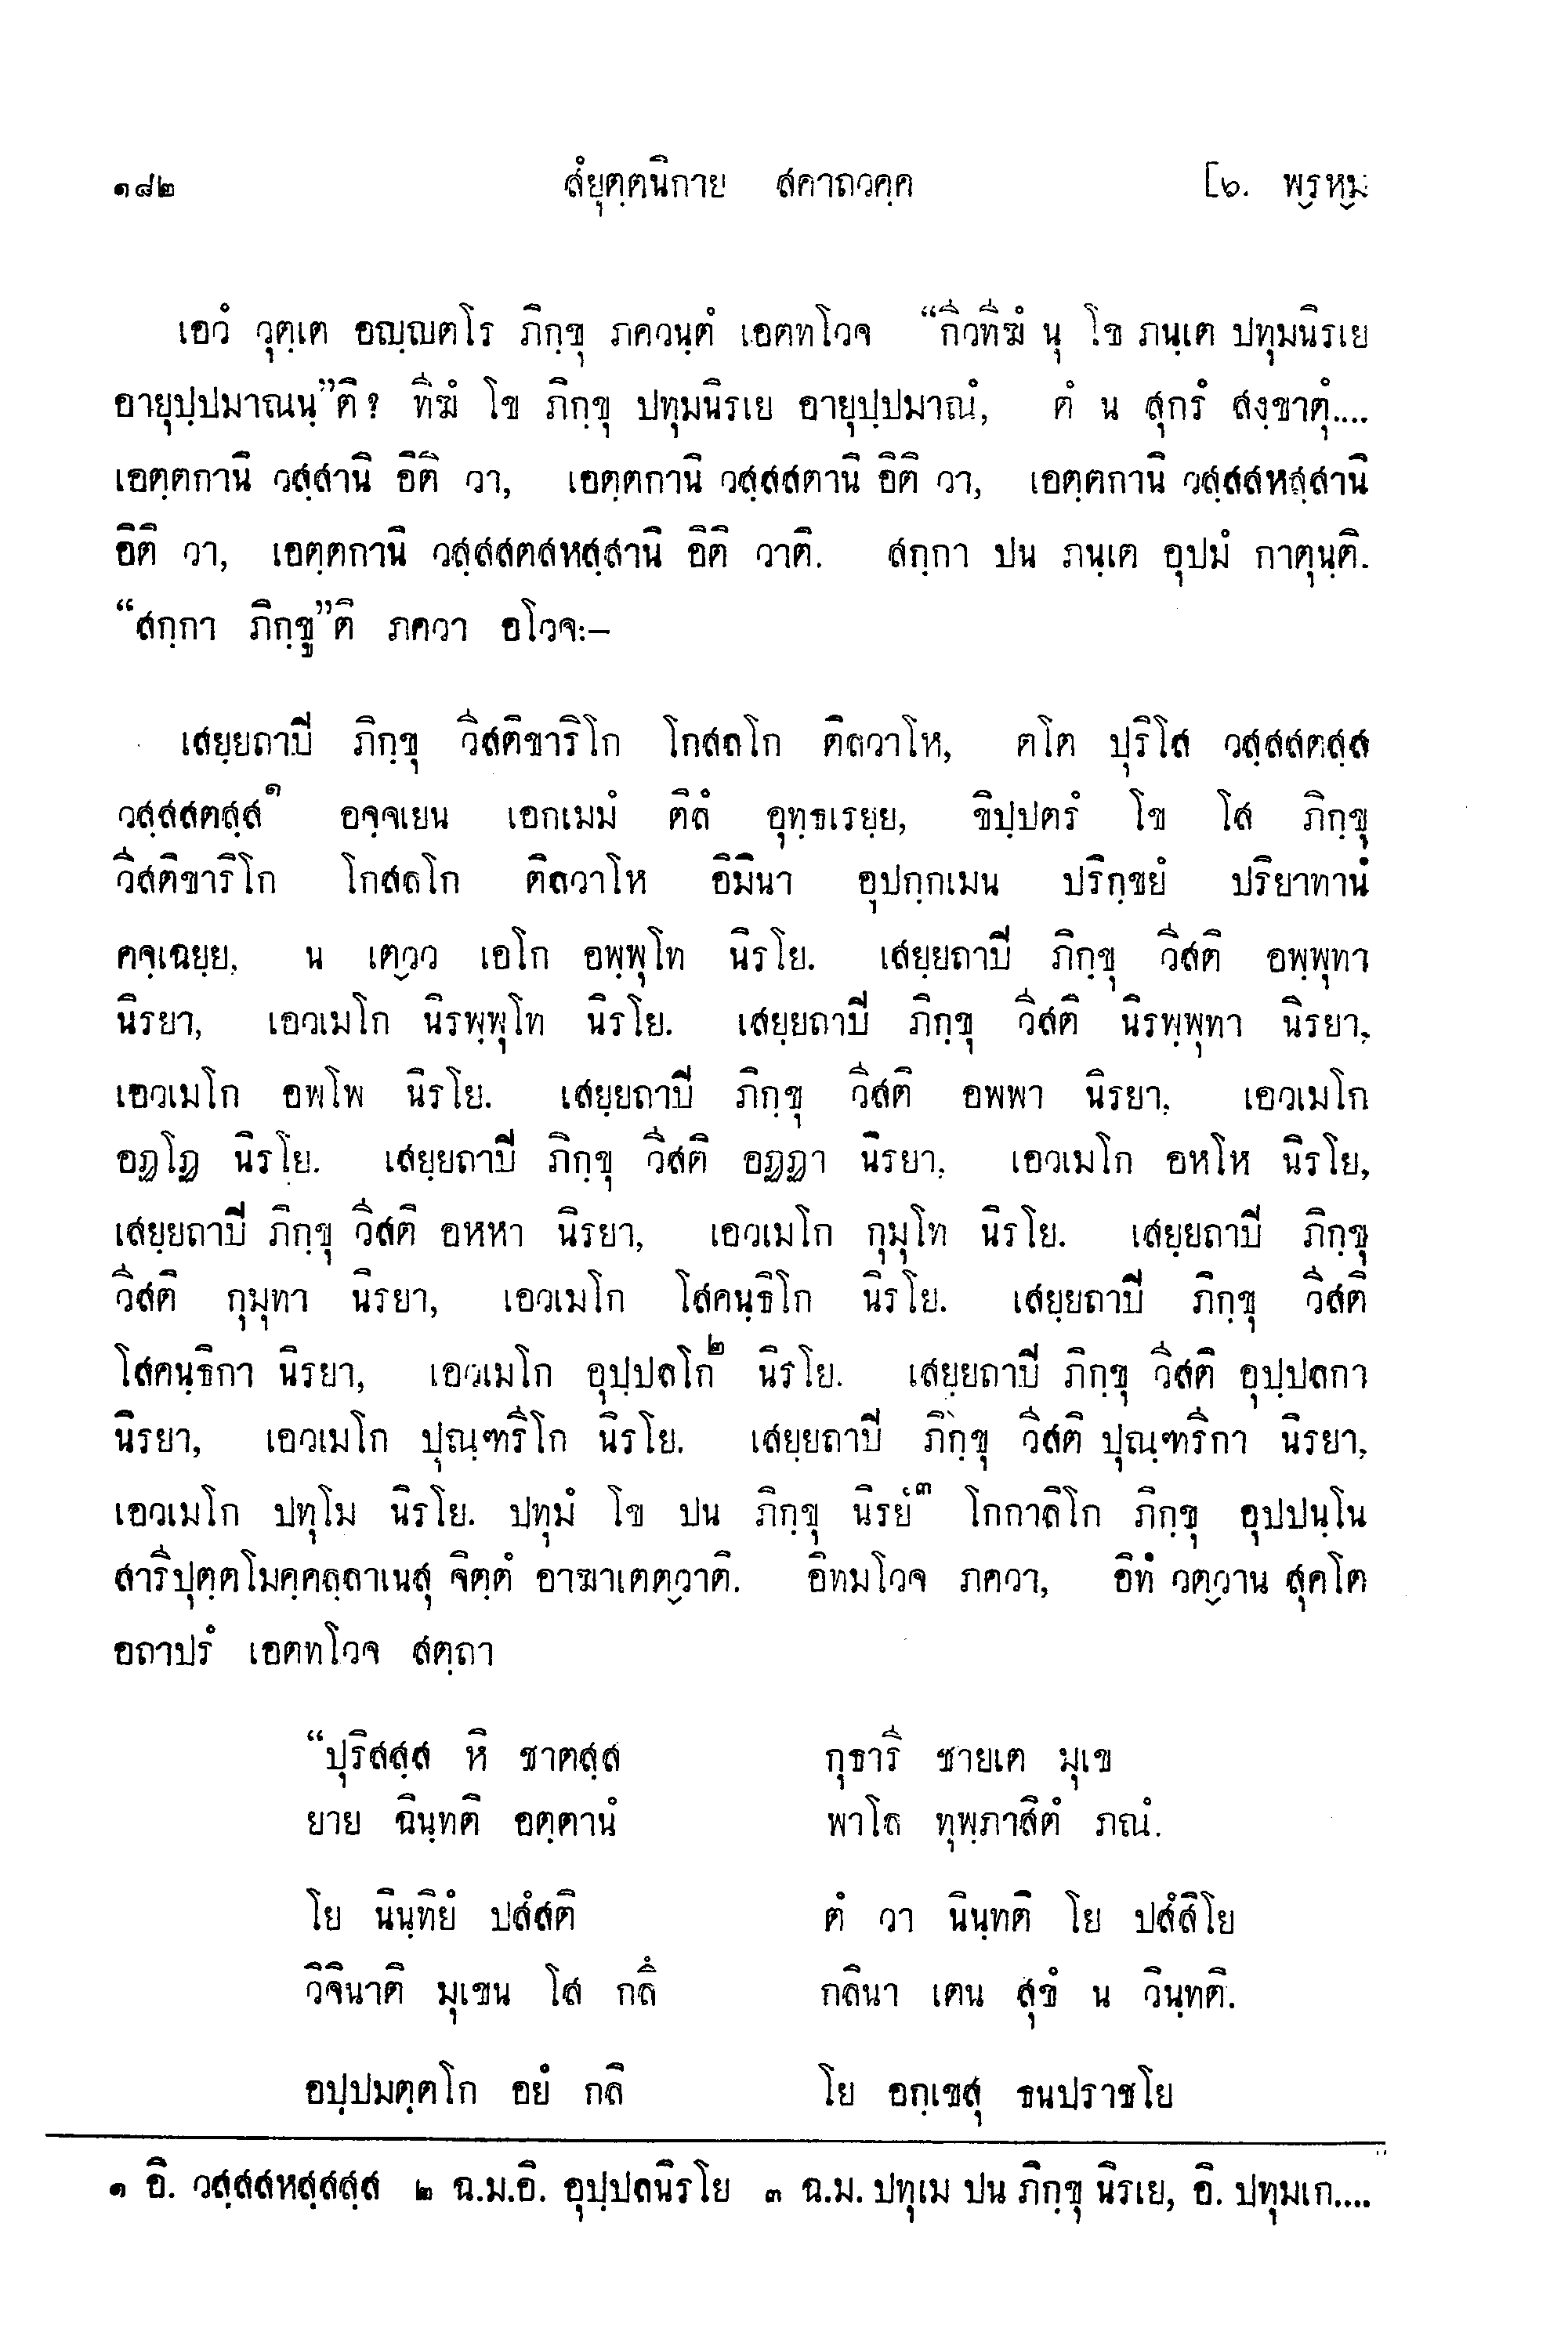 ๑๘๒ สํยุตฺตนิกาย สคาถวคฺค [๖. พฺรหฺม
เอวํ วุตฺเต อญฺญตโร ภิกฺขุ ภควนฺตํ เอตทโวจ “กีวทีฆํ นุ โข ภนฺเต ปทุมนิรเย
อายุปฺปมาณนฺ”ติ? ทีฆํ โข ภิกฺขุ ปทุมนิรเย อายุปฺปมาณํ, ตํ น สุกรํ สงฺขาตุํ....
เอตฺตกานิ วสฺสานิ อิติ วา, เอตฺตกานิ วสฺสสตานิ อิติ วา, เอตฺตกานิ วสฺสสหสฺสานิ
อิติ วา, เอตฺตกานิ วสฺสสตสหสฺสานิ อิติ วาติ. สกฺกา ปน ภนฺเต อุปมํ กาตุนฺติ.
“สกฺกา ภิกฺขู”ติ ภควา อโวจ:–
เสยฺยถาปี ภิกฺขุ วีสติขาริโก โกสลโก ติลวาโห, ตโต ปุริโส วสฺสสตสฺส
วสฺสสตสฺส๑ อจฺจเยน เอกเมมํ ติลํ อุทฺธเรยฺย, ขิปฺปตรํ โข โส ภิกฺขุ
วีสติขาริโก โกสลโก ติลวาโห อิมินา อุปกฺกเมน ปริกฺขยํ ปริยาทานํ
คจฺเฉยฺย, น เตฺวว เอโก อพฺพุโท นิรโย. เสยฺยถาปี ภิกฺขุ วีสติ อพฺพุทา
นิรยา, เอวเมโก นิรพฺพุโท นิรโย. เสยฺยถาปี ภิกฺขุ วีสติ นิรพฺพุทา นิรยา,
เอวเมโก อพโพ นิรโย. เสยฺยถาปี ภิกฺขุ วีสติ อพพา นิรยา, เอวเมโก
อฏโฏ นิรโย. เสยฺยถาปี ภิกฺขุ วีสติ อฏฏา นิรยา, เอวเมโก อหโห นิรโย,
เสยฺยถาปี ภิกฺขุ วีสติ อหหา นิรยา, เอวเมโก กุมุโท นิรโย. เสยฺยถาปี ภิกฺขุ
วีสติ กุมุทา นิรยา, เอวเมโก โสคนฺธิโก นิรโย. เสยฺยถาปี ภิกฺขุ วีสติ
โสคนฺธิกา นิรยา, เอวเมโก อุปฺปลโก๒ นิรโย. เสยฺยถาปี ภิกฺขุ วีสติ อุปฺปลกา
นิรยา, เอวเมโก ปุณฺฑรีโก นิรโย. เสยฺยถาปี ภิกฺขุ วีสติ ปุณฺฑรีกา นิรยา,
เอวเมโก ปทุโม นิรโย. ปทุมํ โข ปน ภิกฺขุ นิรยํ๓ โกกาลิโก ภิกฺขุ อุปปนฺโน
สารีปุตฺตโมคฺคลฺลาเนสุ จิตฺตํ อาฆาเตตฺวาติ. อิทมโวจ ภควา, อิทํ วตฺวาน สุคโต
อถาปรํ เอตทโวจ สตฺถา
“ปุริสสฺส หิ ชาตสฺส กุธารี ชายเต มุเข
ยาย ฉินฺทติ อตฺตานํ พาโล ทุพฺภาสิตํ ภณํ.
โย นินฺทิยํ ปสํสติ ตํ วา นินฺทติ โย ปสํสิโย
วิจินาติ มุเขน โส กลึ กลินา เตน สุขํ น วินฺทติ.
อปฺปมตฺตโก อยํ กลิ โย อกฺเขสุ ธนปราชโย
๑ อิ. วสฺสสหสฺสสฺส ๒ ฉ.ม.อิ. อุปฺปลนิรโย ๓ ฉ.ม. ปทุเม ปน ภิกฺขุ นิรเย, อิ. ปทุมเก....